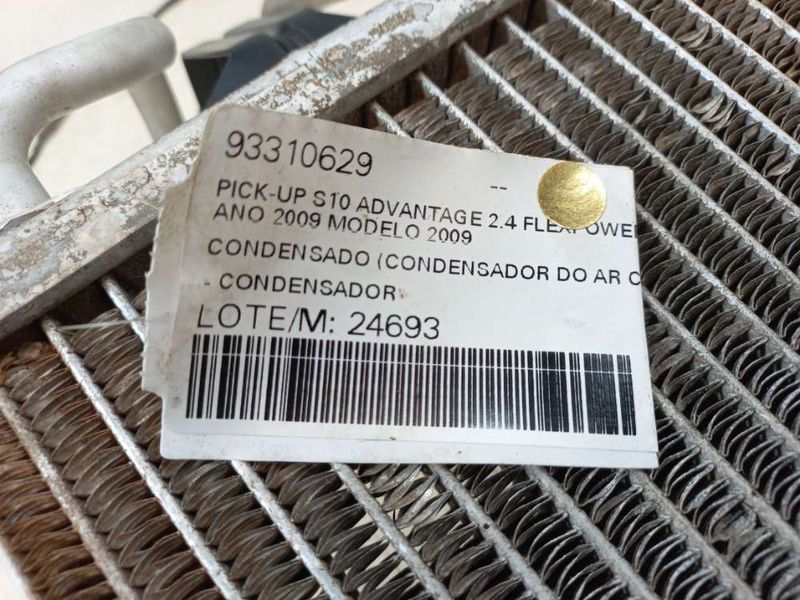 93310629
--
PICK-UP S10 ADVANTAGE 2.4 FLEXPOWE
ANO 2009 MODELO 2009
CONDENSADO (CONDENSADOR DO AR C
- CONDENSADOR
LOTE/M: 24693